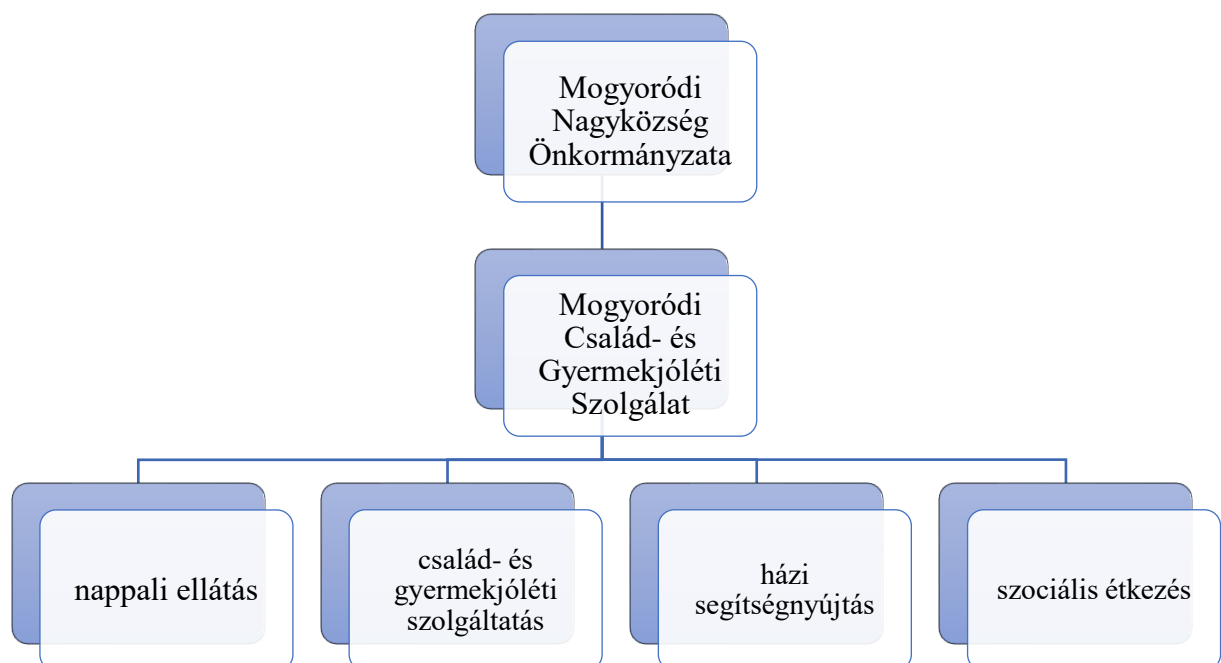 Mogyoródi
Nagyközség
Önkormányzata
Mogyoródi
Család- és
Gyermekjóléti
Szolgálat
nappali ellátás
család- és
gyermekjóléti
szolgáltatás
házi
segítségnyújtás
szociális étkezés